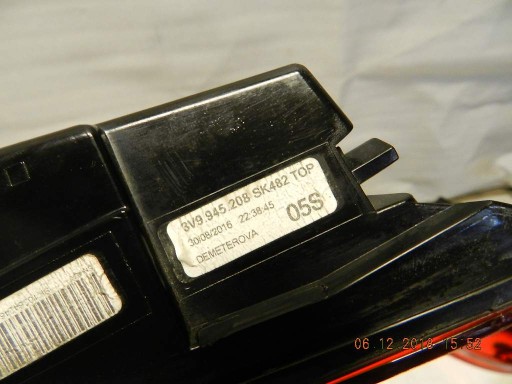 3V9.945.208 SK482 TOP
30/08/2016 22:38:45 05S
DEMETEROVA
06.12.2018 15:52